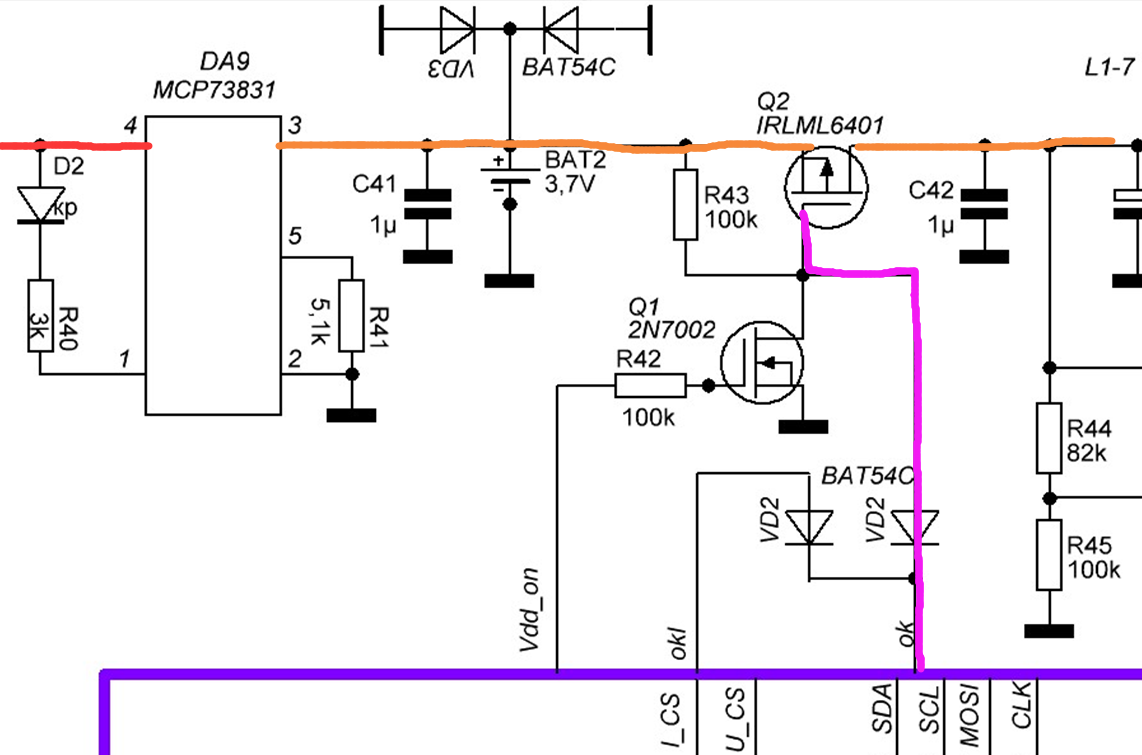 VD3
BAT54C
DA9
MCP73831
L1-7
Q2
IRLML6401
4
3
D2
kp
BAT2
3,7V
+
-
C41
1µ
R43
100k
C42
1µ
5
R40
3k
R41
5,1k
1
2
Q1
2N7002
R42
100k
R44
82k
BAT54C
VD2
VD2
R45
100k
Vdd_on
okl
ok
I_CS
U_CS
SDA
SCL
MOSI
CLK